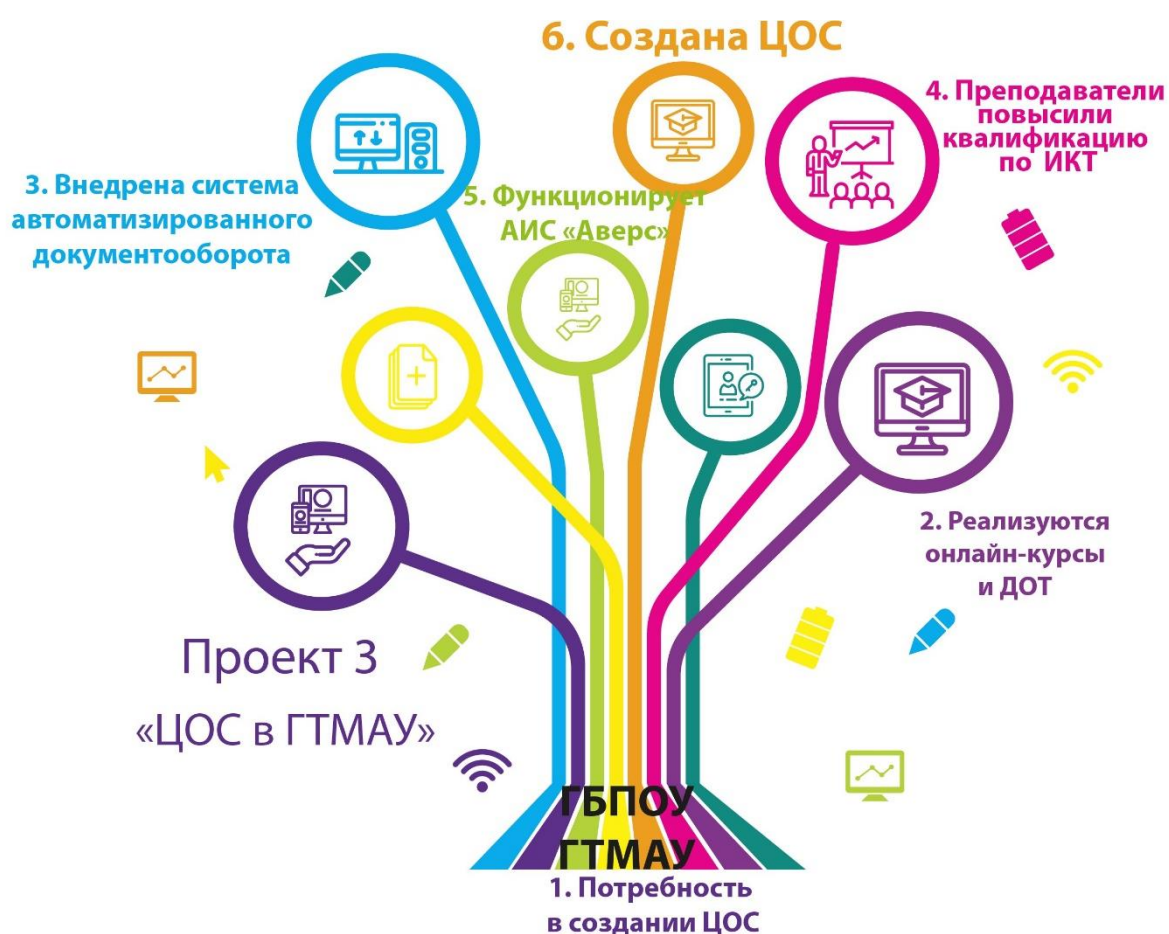 6. Создана ЦОС
4. Преподаватели
повысили
квалификацию
по ИКТ
3. Внедрена система
автоматизированного
документооборота
5. Функционирует
АИС «Аверс»
2. Реализуются
онлайн-курсы
и ДОТ
Проект 3
«ЦОС в ГТМАУ»
ГБПОУ
ГТМАУ
1. Потребность
в создании ЦОС